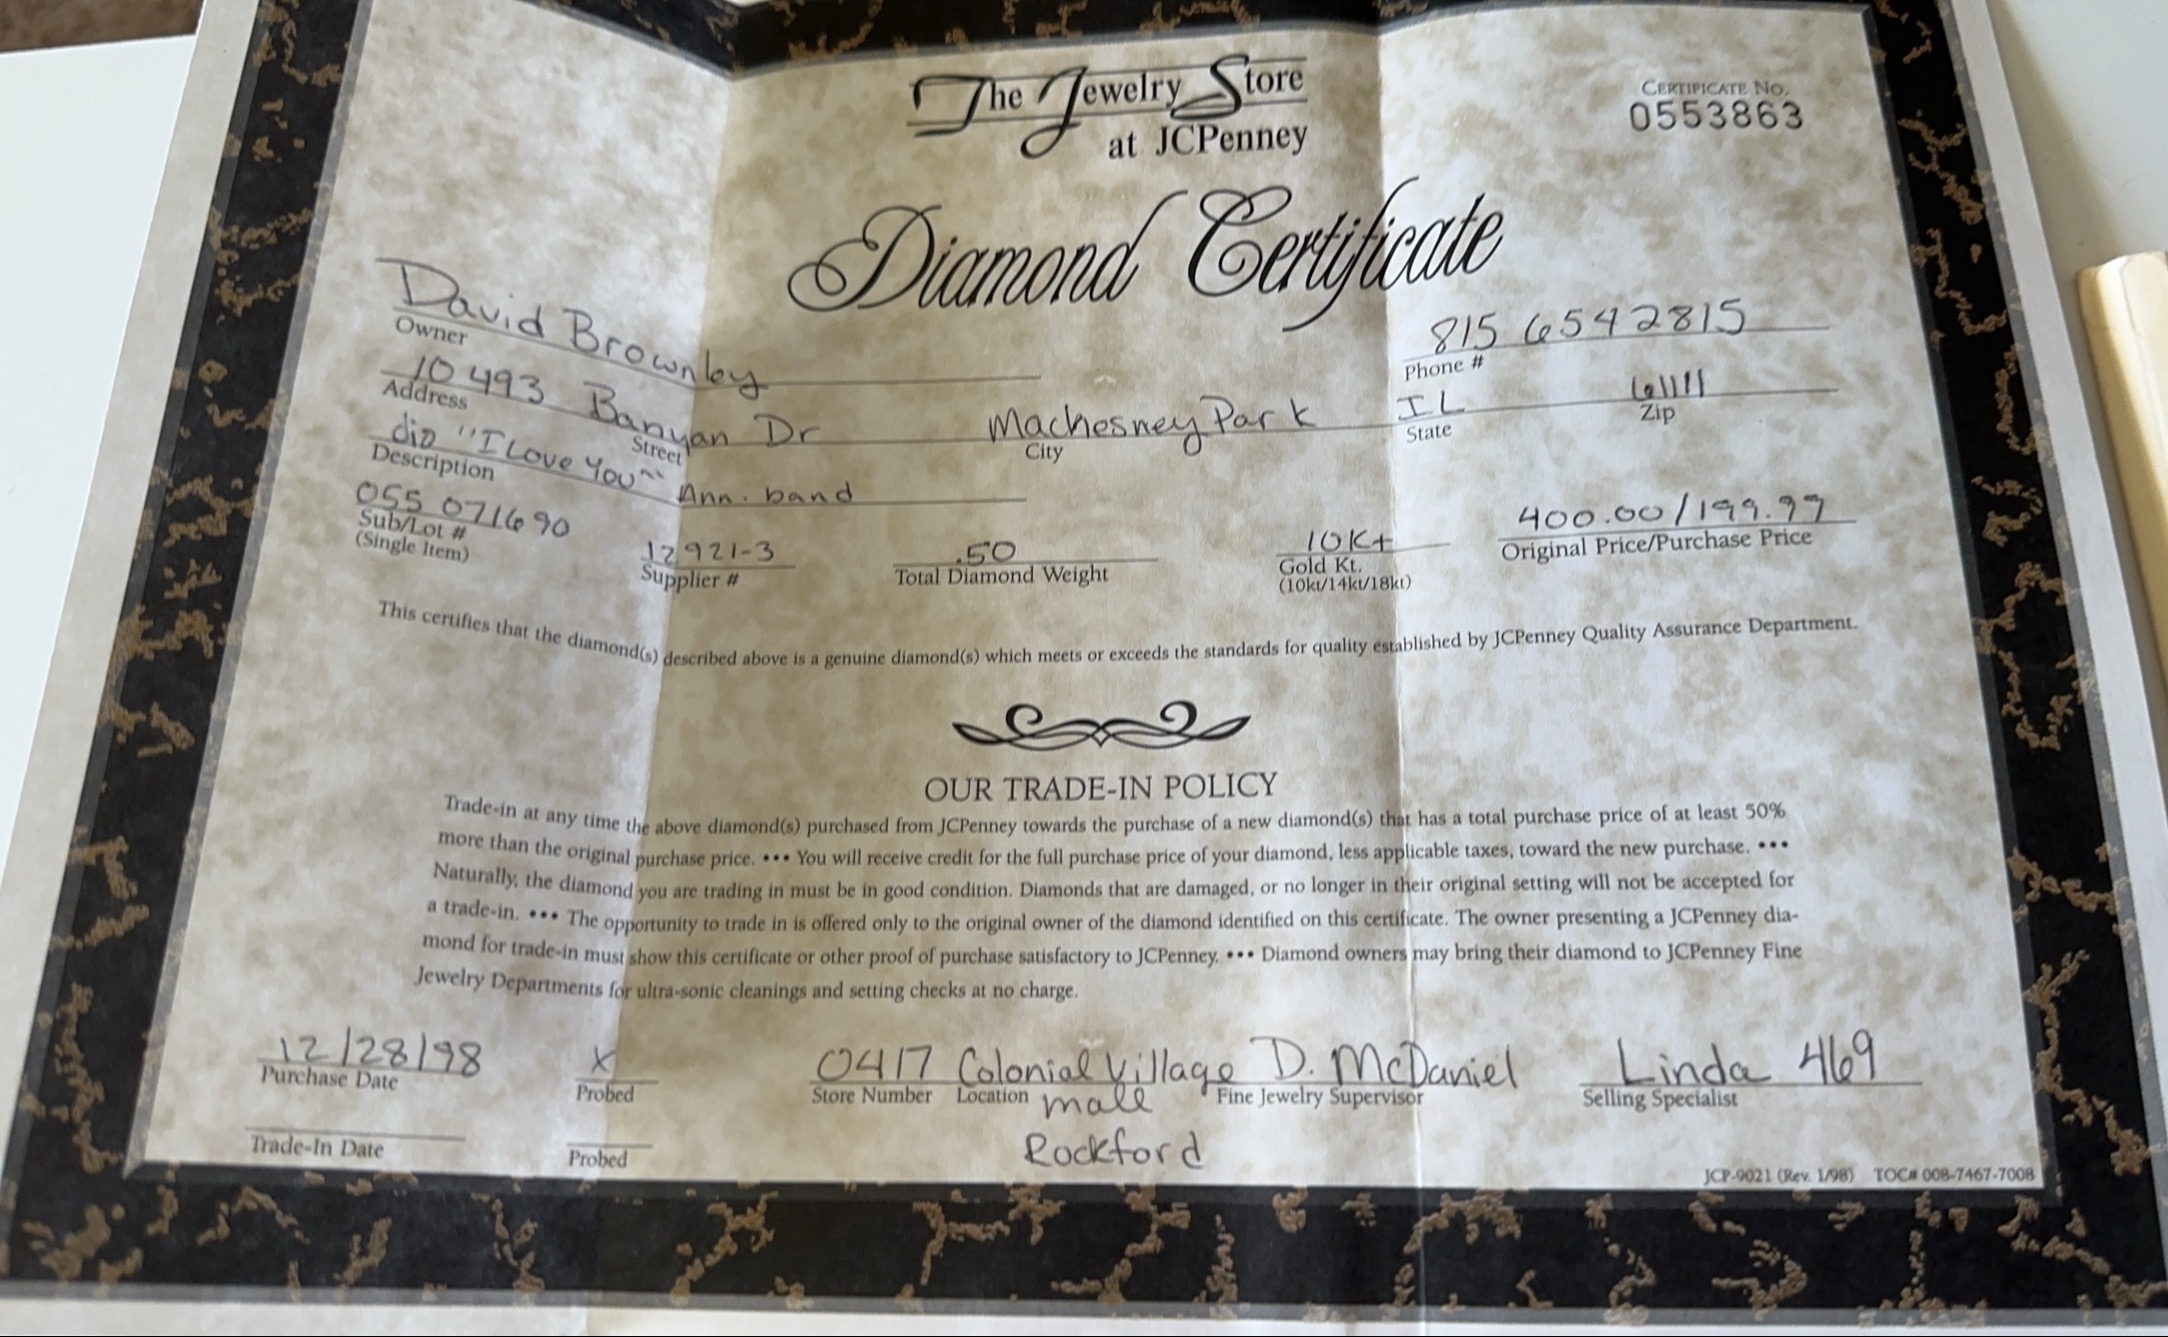 The Jewelry Store
at JCPenney
CERTIFICATE NO.
0553863
Diamond Certificate
David Brownley
Owner
815 654 2815
Phone #
10493 Banyan Dr Machesney Park IL 61111
Address Street City State Zip
dia "I Love You" Ann. band
Description
055 071690 12921-3 .50 10Kt 400.00/199.99
Sub/Lot # Supplier # Total Diamond Weight Gold Kt. Original Price/Purchase Price
(Single Item) (10kt/14kt/18kt)
This certifies that the diamond(s) described above is a genuine diamond(s) which meets or exceeds the standards for quality established by JCPenney Quality Assurance Department.
OUR TRADE-IN POLICY
Trade-in at any time the above diamond(s) purchased from JCPenney towards the purchase of a new diamond(s) that has a total purchase price of at least 50%
more than the original purchase price. ••• You will receive credit for the full purchase price of your diamond, less applicable taxes, toward the new purchase. •••
Naturally, the diamond you are trading in must be in good condition. Diamonds that are damaged, or no longer in their original setting will not be accepted for
a trade-in. ••• The opportunity to trade in is offered only to the original owner of the diamond identified on this certificate. The owner presenting a JCPenney dia-
mond for trade-in must show this certificate or other proof of purchase satisfactory to JCPenney. ••• Diamond owners may bring their diamond to JCPenney Fine
Jewelry Departments for ultra-sonic cleanings and setting checks at no charge.
12/28/98 X 0417 Colonial Village D. McDaniel Linda 469
Purchase Date Probed Store Number Location Fine Jewelry Supervisor Selling Specialist
mall
Rockford
Trade-In Date Probed
JCP-9021 (Rev. 1/98) TOC# 008-7467-7008